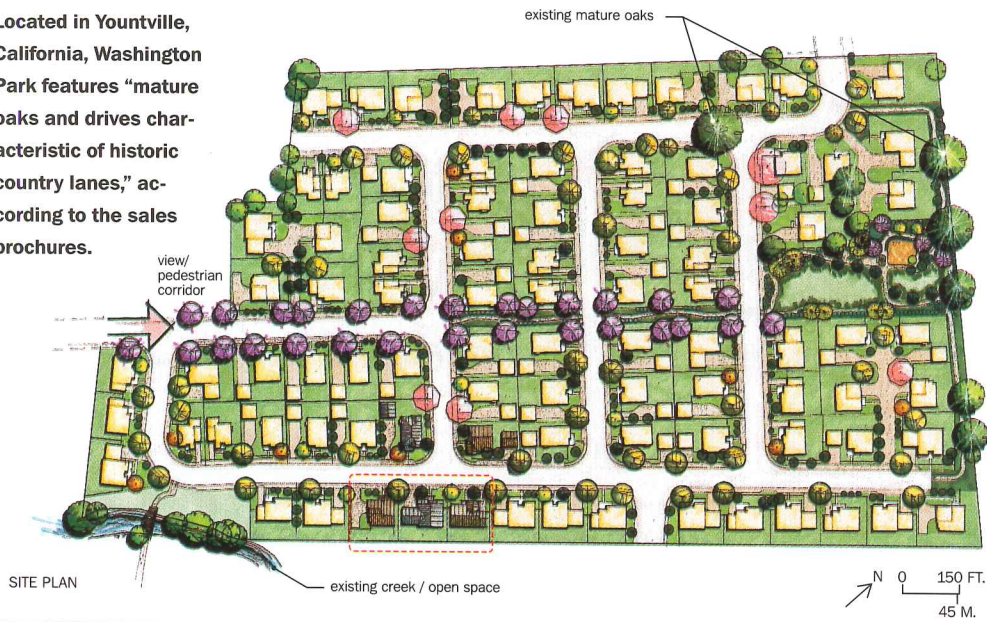 Located in Yountville,
California, Washington
Park features “mature
oaks and drives char-
acteristic of historic
country lanes,” ac-
cording to the sales
brochures.
existing mature oaks
view/
pedestrian
corridor
SITE PLAN
existing creek / open space
N 0 150 FT.
45 M.